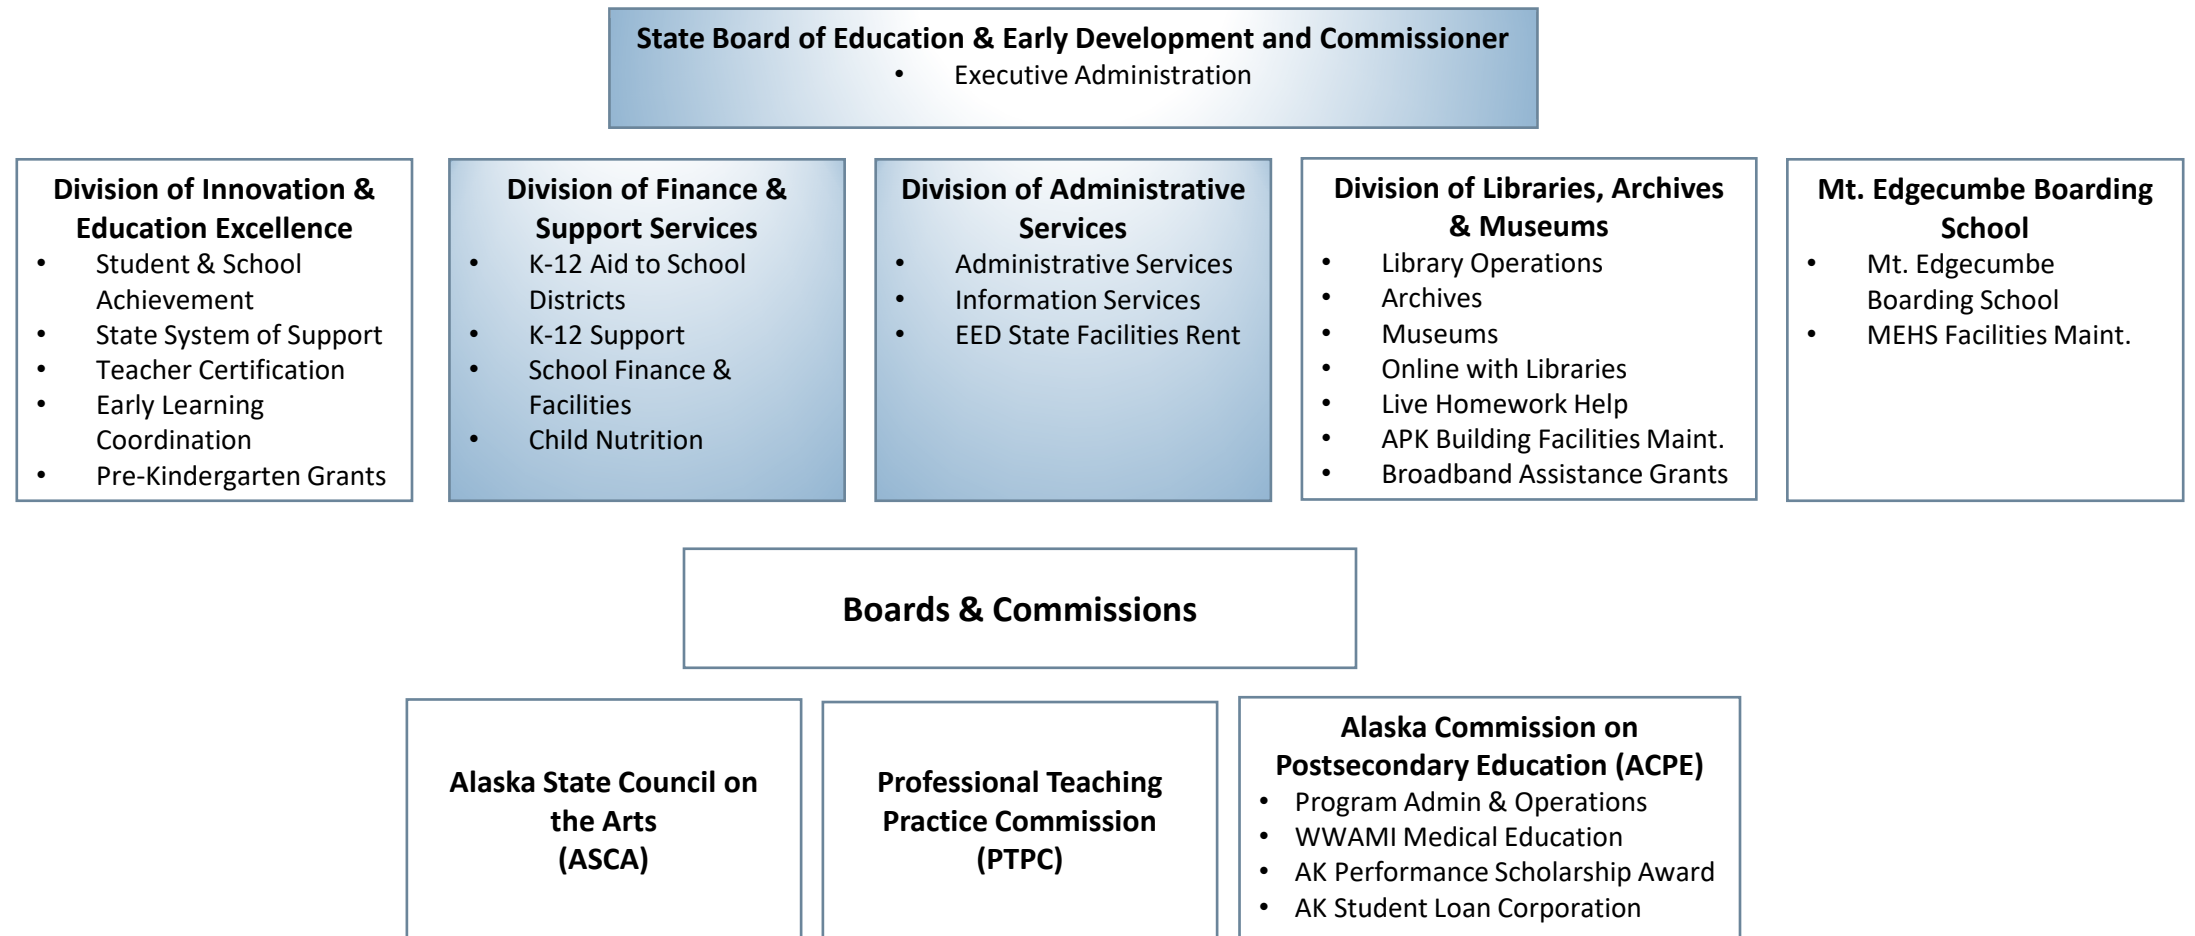 State Board of Education & Early Development and Commissioner
• Executive Administration
Division of Innovation &
Education Excellence
• Student & School
Achievement
• State System of Support
• Teacher Certification
• Early Learning
Coordination
• Pre-Kindergarten Grants
Division of Finance &
Support Services
• K-12 Aid to School
Districts
• K-12 Support
• School Finance &
Facilities
• Child Nutrition
Division of Administrative
Services
• Administrative Services
• Information Services
• EED State Facilities Rent
Division of Libraries, Archives
& Museums
• Library Operations
• Archives
• Museums
• Online with Libraries
• Live Homework Help
• APK Building Facilities Maint.
• Broadband Assistance Grants
Mt. Edgecumbe Boarding
School
• Mt. Edgecumbe
Boarding School
• MEHS Facilities Maint.
Boards & Commissions
Alaska State Council on
the Arts
(ASCA)
Professional Teaching
Practice Commission
(PTPC)
Alaska Commission on
Postsecondary Education (ACPE)
• Program Admin & Operations
• WWAMI Medical Education
• AK Performance Scholarship Award
• AK Student Loan Corporation